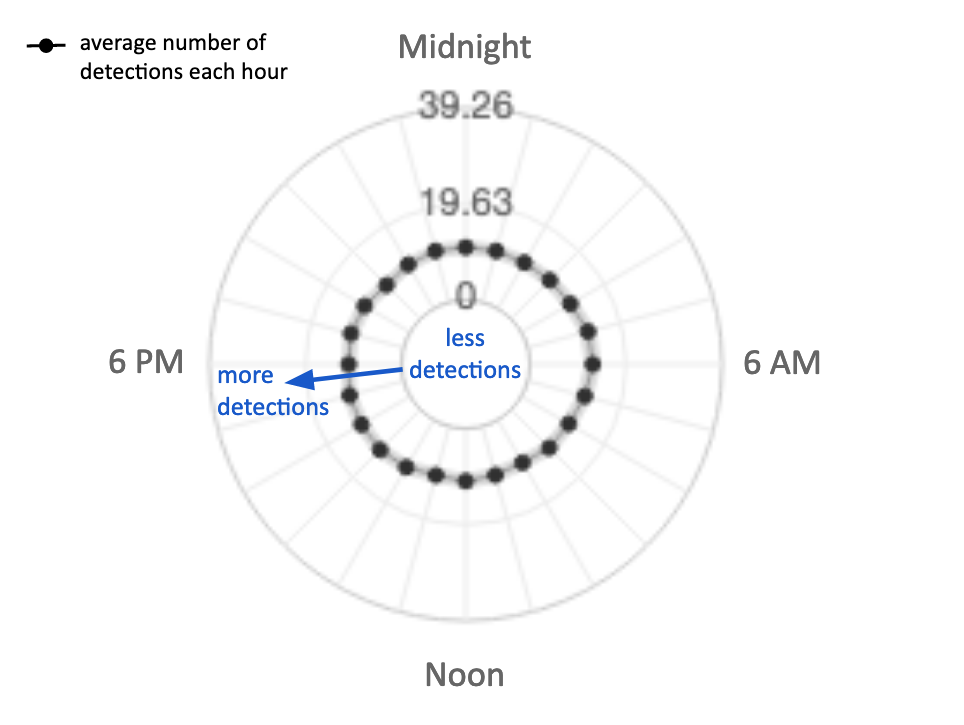 average number of
detections each hour
Midnight
39.26
19.63
0
less
detections
6 PM
6 AM
more
detections
Noon